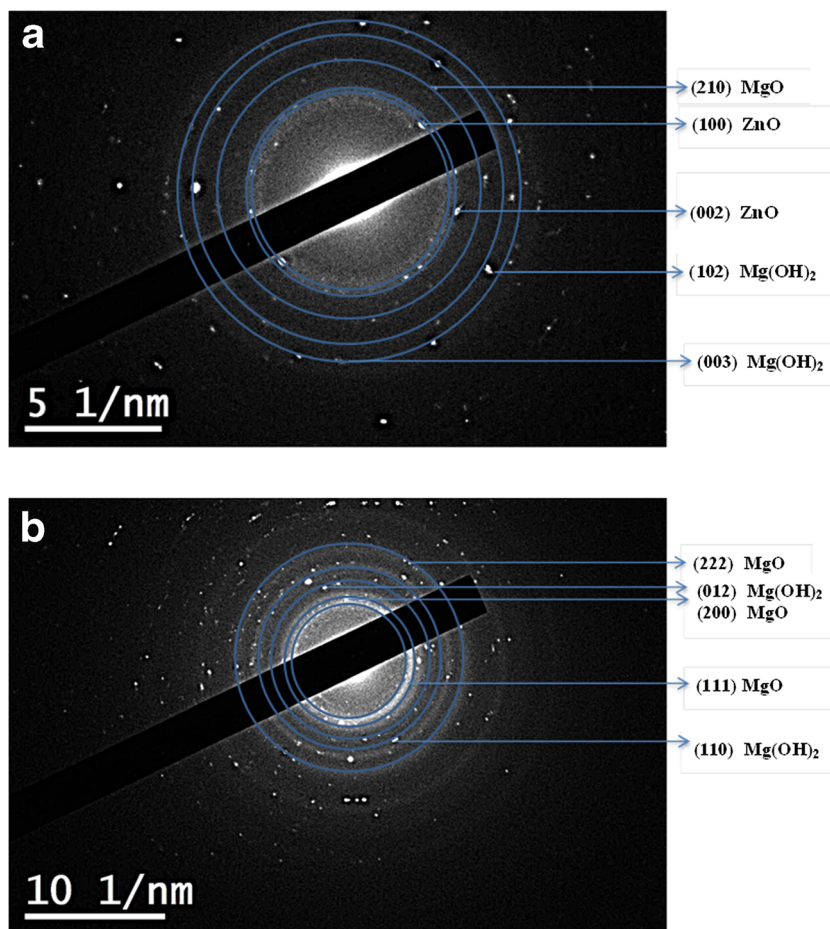 a
(210) MgO
(100) ZnO
(002) ZnO
(102) Mg(OH)₂
(003) Mg(OH)₂
5 1/nm
b
(222) MgO
(012) Mg(OH)₂
(200) MgO
(111) MgO
(110) Mg(OH)₂
10 1/nm